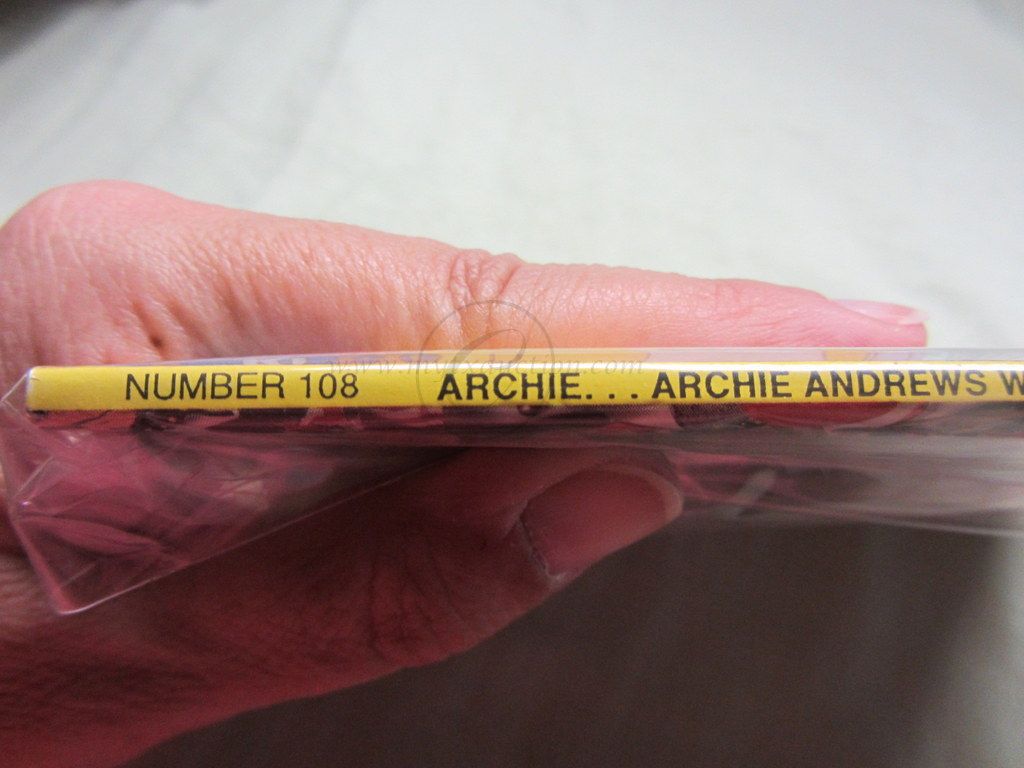 NUMBER 108 ARCHIE. . . ARCHIE ANDREWS W